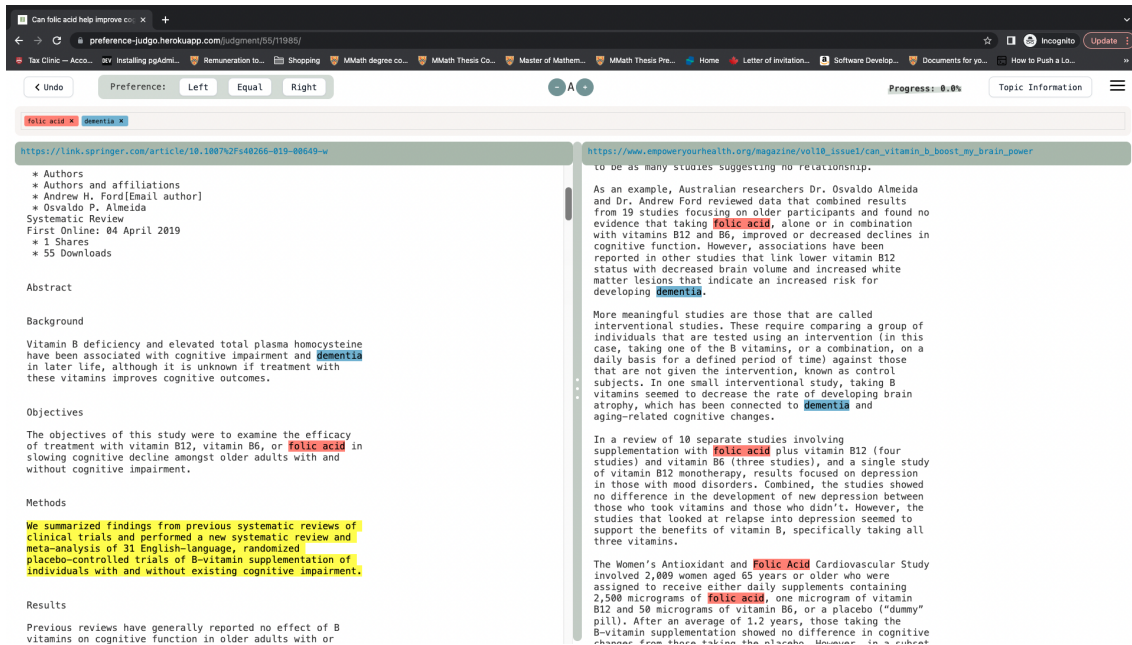 Can folic acid help improve cog
preference-judgo.herokuapp.com/judgment/55/11985/
Incognito
Update
Tax Clinic — Acco...
DEV Installing pgAdmi...
Remuneration to...
Shopping
MMath degree co...
MMath Thesis Co...
Master of Mathem...
MMath Thesis Pre...
Home
Letter of invitation...
Software Develop...
Documents for yo...
How to Push a Lo...
»
< Undo
Preference:
Left
Equal
Right
- A +
Progress: 0.0%
Topic Information
folic acid ×
dementia ×
https://link.springer.com/article/10.1007%2Fs40266-019-00649-w
* Authors
* Authors and affiliations
* Andrew H. Ford[Email author]
* Osvaldo P. Almeida
Systematic Review
First Online: 04 April 2019
* 1 Shares
* 55 Downloads
Abstract
Background
Vitamin B deficiency and elevated total plasma homocysteine
have been associated with cognitive impairment and dementia
in later life, although it is unknown if treatment with
these vitamins improves cognitive outcomes.
Objectives
The objectives of this study were to examine the efficacy
of treatment with vitamin B12, vitamin B6, or folic acid in
slowing cognitive decline amongst older adults with and
without cognitive impairment.
Methods
We summarized findings from previous systematic reviews of
clinical trials and performed a new systematic review and
meta-analysis of 31 English-language, randomized
placebo-controlled trials of B-vitamin supplementation of
individuals with and without existing cognitive impairment.
Results
Previous reviews have generally reported no effect of B
vitamins on cognitive function in older adults with or
https://www.empoweryourhealth.org/magazine/vol10_issue1/can_vitamin_b_boost_my_brain_power
to be as many studies suggesting no relationship.
As an example, Australian researchers Dr. Osvaldo Almeida
and Dr. Andrew Ford reviewed data that combined results
from 19 studies focusing on older participants and found no
evidence that taking folic acid, alone or in combination
with vitamins B12 and B6, improved or decreased declines in
cognitive function. However, associations have been
reported in other studies that link lower vitamin B12
status with decreased brain volume and increased white
matter lesions that indicate an increased risk for
developing dementia.
More meaningful studies are those that are called
interventional studies. These require comparing a group of
individuals that are tested using an intervention (in this
case, taking one of the B vitamins, or a combination, on a
daily basis for a defined period of time) against those
that are not given the intervention, known as control
subjects. In one small interventional study, taking B
vitamins seemed to decrease the rate of developing brain
atrophy, which has been connected to dementia and
aging-related cognitive changes.
In a review of 10 separate studies involving
supplementation with folic acid plus vitamin B12 (four
studies) and vitamin B6 (three studies), and a single study
of vitamin B12 monotherapy, results focused on depression
in those with mood disorders. Combined, the studies showed
no difference in the development of new depression between
those who took vitamins and those who didn't. However, the
studies that looked at relapse into depression seemed to
support the benefits of vitamin B, specifically taking all
three vitamins.
The Women's Antioxidant and Folic Acid Cardiovascular Study
involved 2,009 women aged 65 years or older who were
assigned to receive either daily supplements containing
2,500 micrograms of folic acid, one microgram of vitamin
B12 and 50 micrograms of vitamin B6, or a placebo ("dummy"
pill). After an average of 1.2 years, those taking the
B-vitamin supplementation showed no difference in cognitive
changes from those taking the placebo. However, in a subset